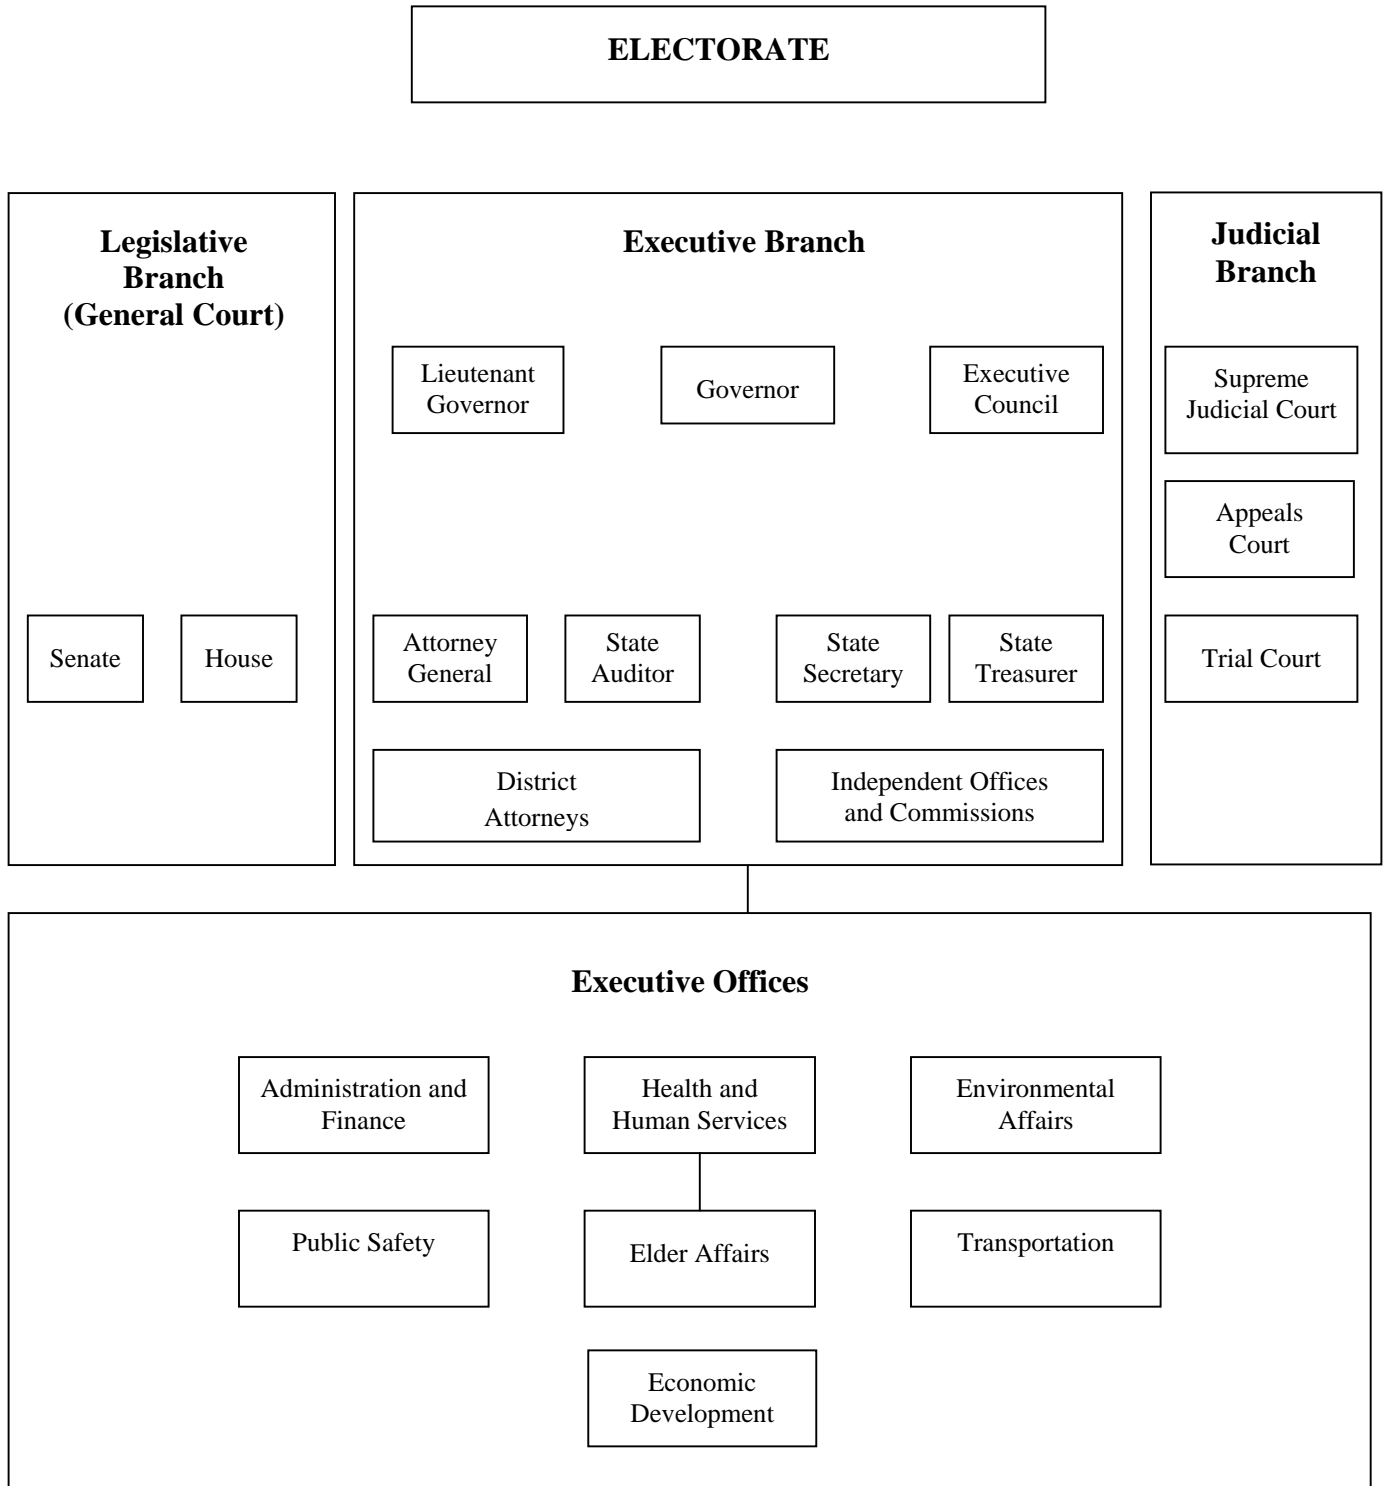 ELECTORATE
Legislative
Branch
(General Court)
Senate
House
Executive Branch
Lieutenant
Governor
Governor
Executive
Council
Attorney
General
State
Auditor
State
Secretary
State
Treasurer
District
Attorneys
Independent Offices
and Commissions
Judicial
Branch
Supreme
Judicial Court
Appeals
Court
Trial Court
Executive Offices
Administration and
Finance
Health and
Human Services
Environmental
Affairs
Public Safety
Elder Affairs
Transportation
Economic
Development